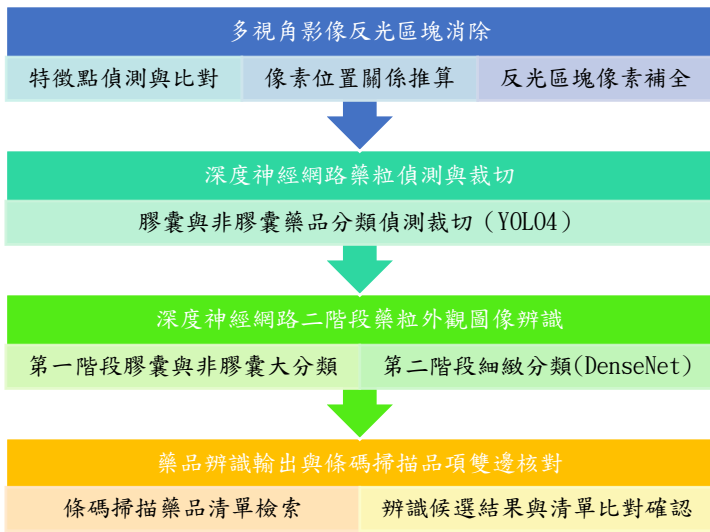 多視角影像反光區塊消除
特徵點偵測與比對
像素位置關係推算
反光區塊像素補全
深度神經網路藥粒偵測與裁切
膠囊與非膠囊藥品分類偵測裁切（YOLO4）
深度神經網路二階段藥粒外觀圖像辨識
第一階段膠囊與非膠囊大分類
第二階段細緻分類(DenseNet)
藥品辨識輸出與條碼掃描品項雙邊核對
條碼掃描藥品清單檢索
辨識候選結果與清單比對確認